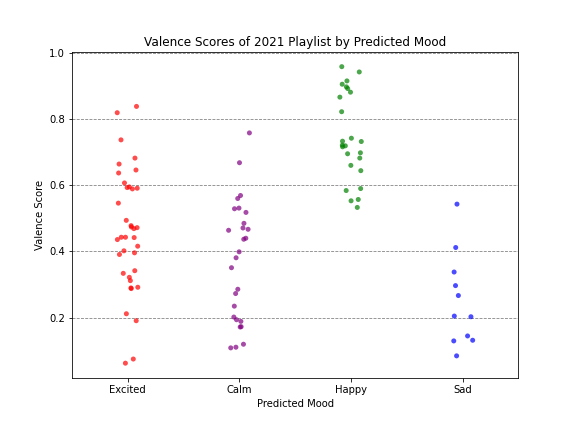 Valence Scores of 2021 Playlist by Predicted Mood
Valence Score
1.0
0.8
0.6
0.4
0.2
Excited Calm Happy Sad
Predicted Mood